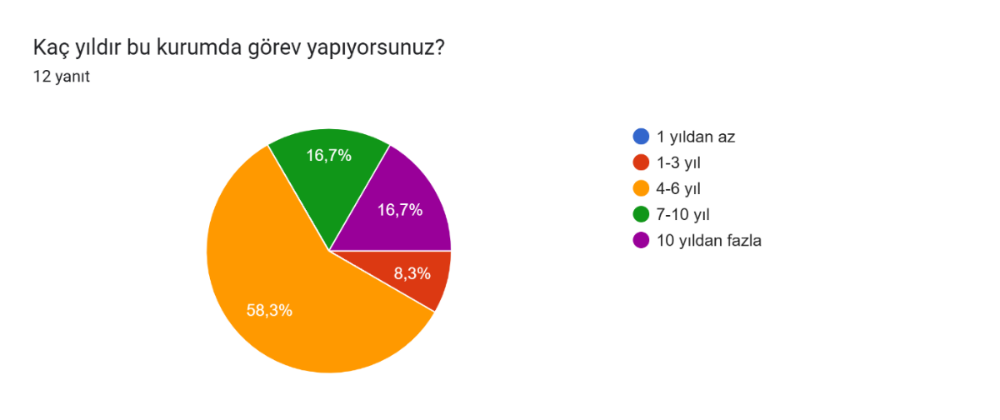 Kaç yıldır bu kurumda görev yapıyorsunuz?
12 yanıt
16,7%
16,7%
8,3%
58,3%
1 yıldan az
1-3 yıl
4-6 yıl
7-10 yıl
10 yıldan fazla